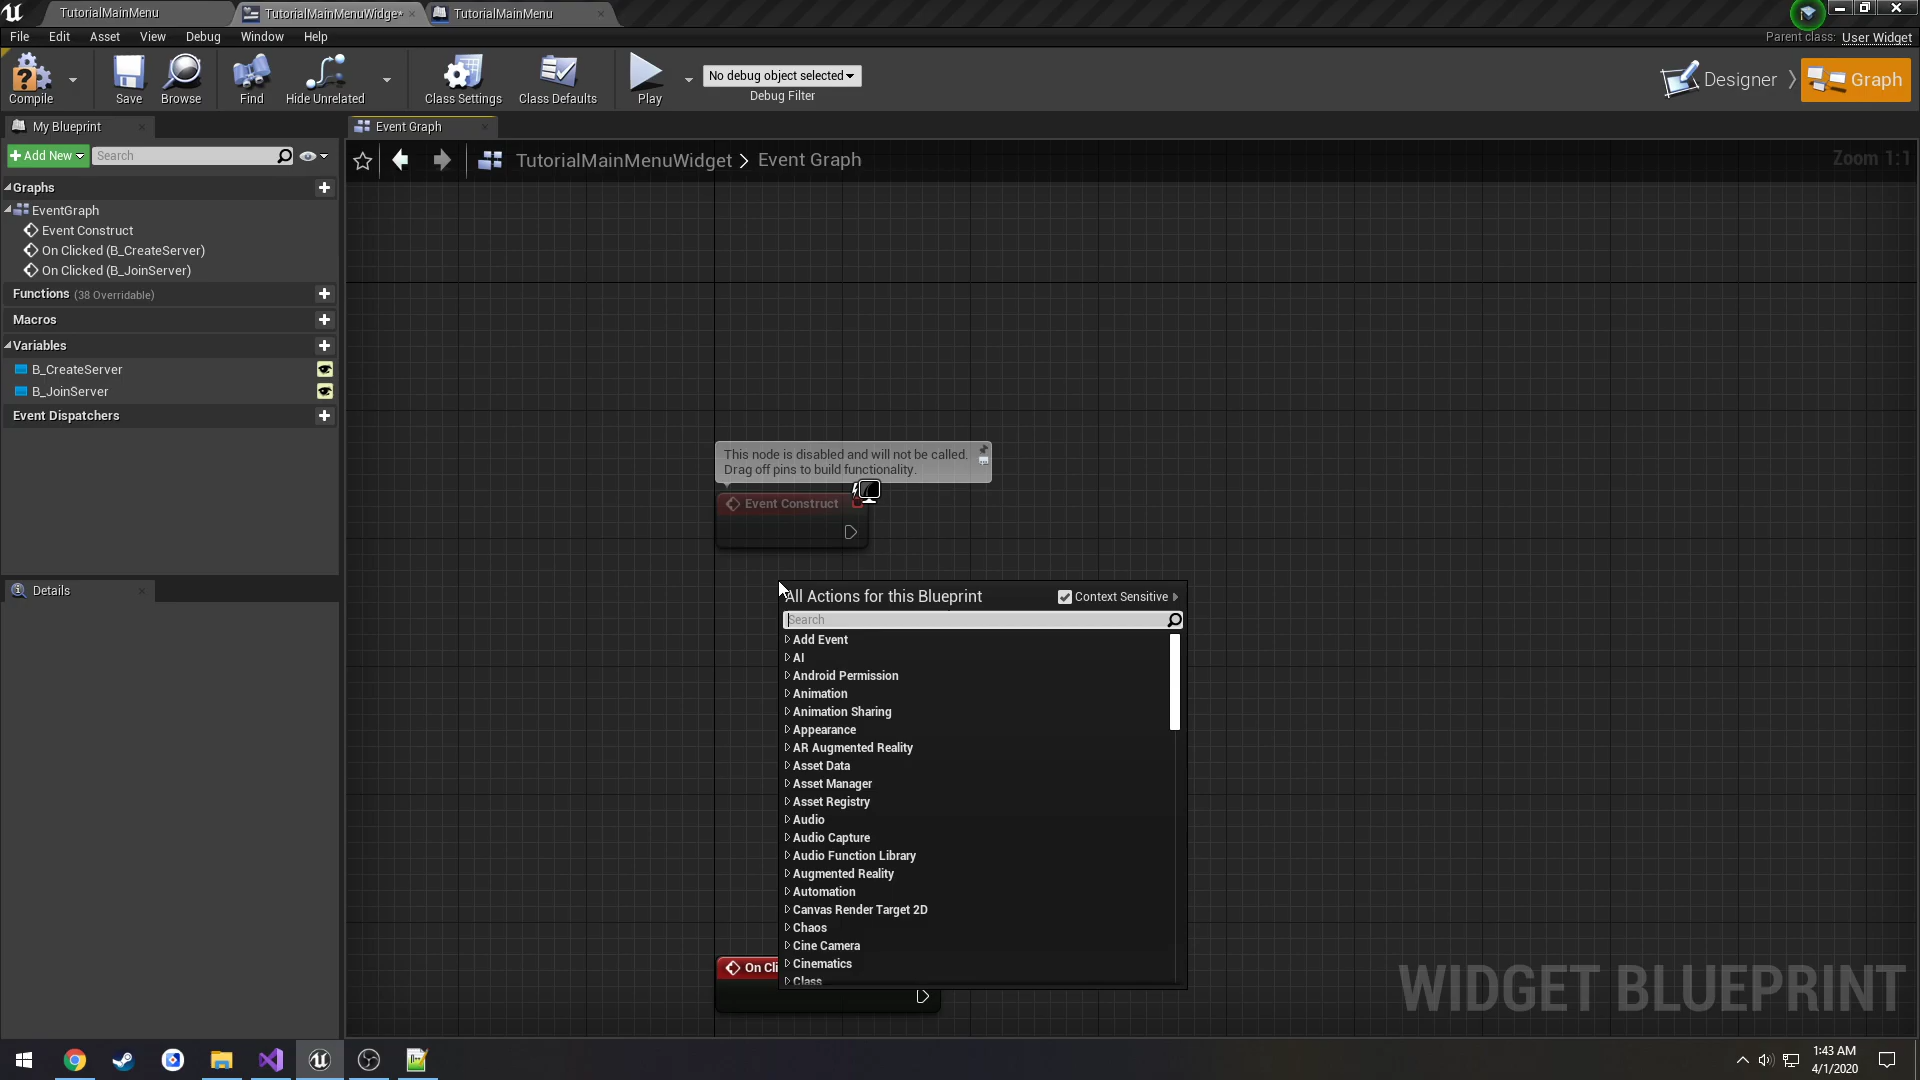 TutorialMainMenu
TutorialMainMenuWidge*
TutorialMainMenu
File
Edit
Asset
View
Debug
Window
Help
Parent class: User Widget
Compile
Save
Browse
Find
Hide Unrelated
Class Settings
Class Defaults
Play
No debug object selected
Debug Filter
Designer
Graph
My Blueprint
Event Graph
Add New
Search
TutorialMainMenuWidget > Event Graph
Zoom 1:1
Graphs
EventGraph
Event Construct
On Clicked (B_CreateServer)
On Clicked (B_JoinServer)
Functions (38 Overridable)
Macros
Variables
B_CreateServer
B_JoinServer
Event Dispatchers
Details
This node is disabled and will not be called.
Drag off pins to build functionality.
Event Construct
All Actions for this Blueprint
Context Sensitive
Search
Add Event
AI
Android Permission
Animation
Animation Sharing
Appearance
AR Augmented Reality
Asset Data
Asset Manager
Asset Registry
Audio
Audio Capture
Audio Function Library
Augmented Reality
Automation
Canvas Render Target 2D
Chaos
Cine Camera
Cinematics
Class
On Cli
WIDGET BLUEPRINT
1:43 AM
4/1/2020